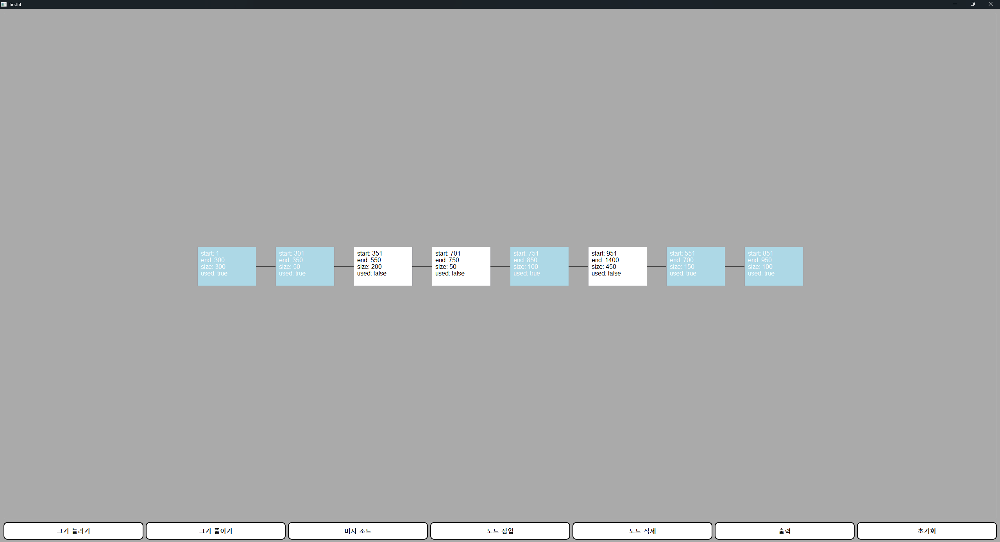 firstfit
start: 1
end: 300
size: 300
used: true
start: 301
end: 350
size: 50
used: true
start: 351
end: 550
size: 200
used: false
start: 701
end: 750
size: 50
used: false
start: 751
end: 850
size: 100
used: true
start: 951
end: 1400
size: 450
used: false
start: 551
end: 700
size: 150
used: true
start: 851
end: 950
size: 100
used: true
크기 늘리기
크기 줄이기
머지 소트
노드 삽입
노드 삭제
출력
초기화